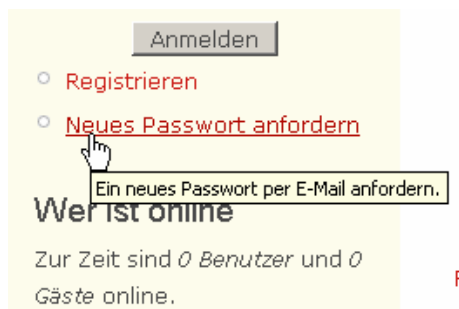 Anmelden
Registrieren
Neues Passwort anfordern
Ein neues Passwort per E-Mail anfordern.
Wer ist online
Zur Zeit sind 0 Benutzer und 0
Gäste online.